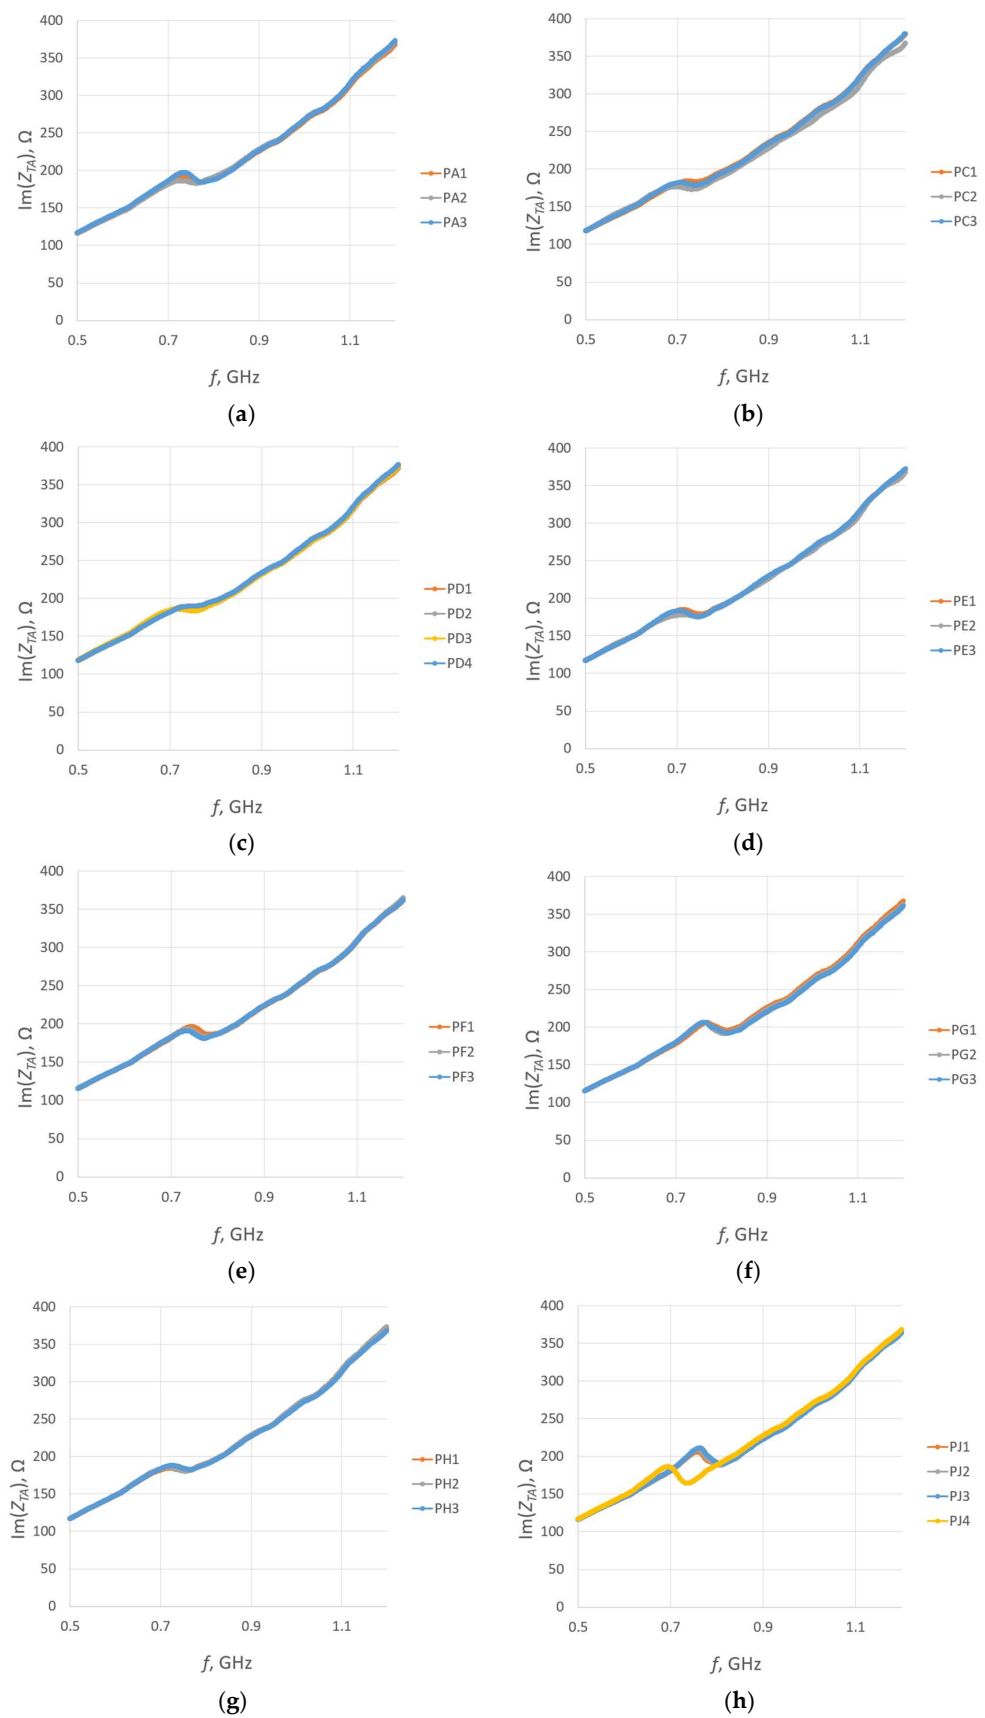 400
350
300
250
200
150
100
50
0
Im(Z_TA), Ω
0.5 0.7 0.9 1.1
f, GHz
PA1
PA2
PA3
(a)
400
350
300
250
200
150
100
50
0
Im(Z_TA), Ω
0.5 0.7 0.9 1.1
f, GHz
PC1
PC2
PC3
(b)
400
350
300
250
200
150
100
50
0
Im(Z_TA), Ω
0.5 0.7 0.9 1.1
f, GHz
PD1
PD2
PD3
PD4
(c)
400
350
300
250
200
150
100
50
0
Im(Z_TA), Ω
0.5 0.7 0.9 1.1
f, GHz
PE1
PE2
PE3
(d)
400
350
300
250
200
150
100
50
0
Im(Z_TA), Ω
0.5 0.7 0.9 1.1
f, GHz
PF1
PF2
PF3
(e)
400
350
300
250
200
150
100
50
0
Im(Z_TA), Ω
0.5 0.7 0.9 1.1
f, GHz
PG1
PG2
PG3
(f)
400
350
300
250
200
150
100
50
0
Im(Z_TA), Ω
0.5 0.7 0.9 1.1
f, GHz
PH1
PH2
PH3
(g)
400
350
300
250
200
150
100
50
0
Im(Z_TA), Ω
0.5 0.7 0.9 1.1
f, GHz
PJ1
PJ2
PJ3
PJ4
(h)